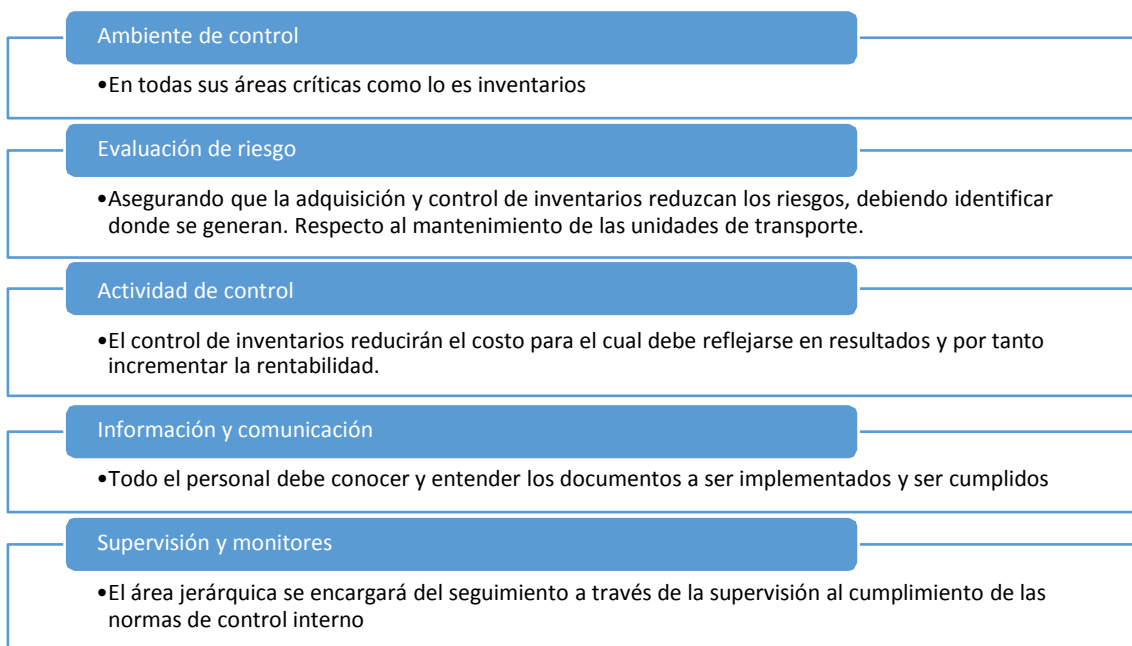 Ambiente de control
•En todas sus áreas críticas como lo es inventarios
Evaluación de riesgo
•Asegurando que la adquisición y control de inventarios reduzcan los riesgos, debiendo identificar
donde se generan. Respecto al mantenimiento de las unidades de transporte.
Actividad de control
•El control de inventarios reducirán el costo para el cual debe reflejarse en resultados y por tanto
incrementar la rentabilidad.
Información y comunicación
•Todo el personal debe conocer y entender los documentos a ser implementados y ser cumplidos
Supervisión y monitores
•El área jerárquica se encargará del seguimiento a través de la supervisión al cumplimiento de las
normas de control interno